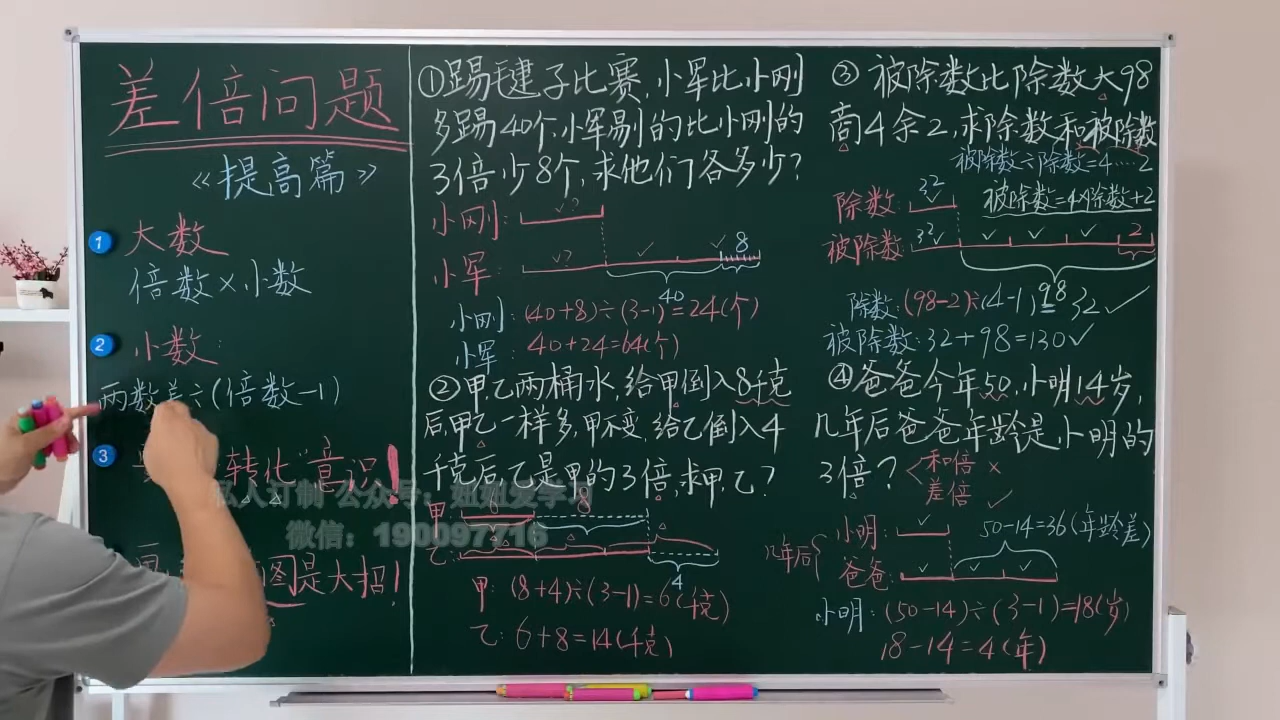 差倍问题
《提高篇》
1 大数
倍数×小数
2 小数:
两数差÷(倍数-1)
3
转化"意识!
图是大招!
①踢毽子比赛,小军比小刚
多踢40个,小军踢的比小刚的
3倍少8个,求他们各多少?
小刚: ✓?
小军: ✓? ✓ ✓ 8
40
小刚: (40+8)÷(3-1)=24(个)
小军: 40+24=64(个)
②甲,乙两桶水,给甲倒入8千克
后,甲乙一样多,甲不变,给乙倒入4
千克后,乙是甲的3倍,求甲,乙?
甲: 6 8
乙:
4
甲: (8+4)÷(3-1)=6(千克)
乙: 6+8=14(千克)
③ 被除数比除数大98
商4余2,求除数和被除数
被除数÷除数=4……2
除数: 32 被除数=4×除数+2
被除数: 32 ✓ ✓ ✓ ✓ 2
98
除数:(98-2)÷(4-1) 32 ✓
被除数:32+98=130✓
④爸爸今年50,小明14岁,
几年后爸爸年龄是小明的
3倍? 和倍 ×
差倍 ✓
几年后
小明: ✓ 50-14=36(年龄差)
爸爸: ✓ ✓
小明:(50-14)÷(3-1)=18(岁)
18-14=4(年)
私人订制 公众号:妞妞爱学习
微信:190097716